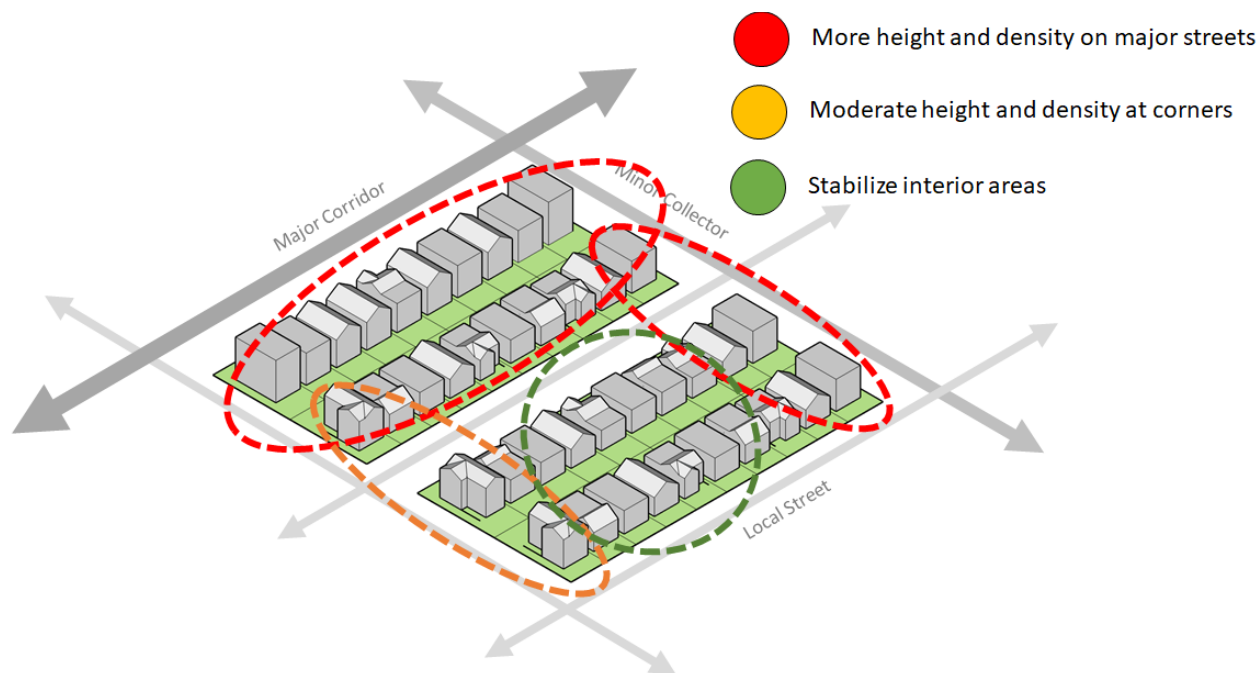 More height and density on major streets
Moderate height and density at corners
Stabilize interior areas
Major Corridor
Minor Collector
Local Street